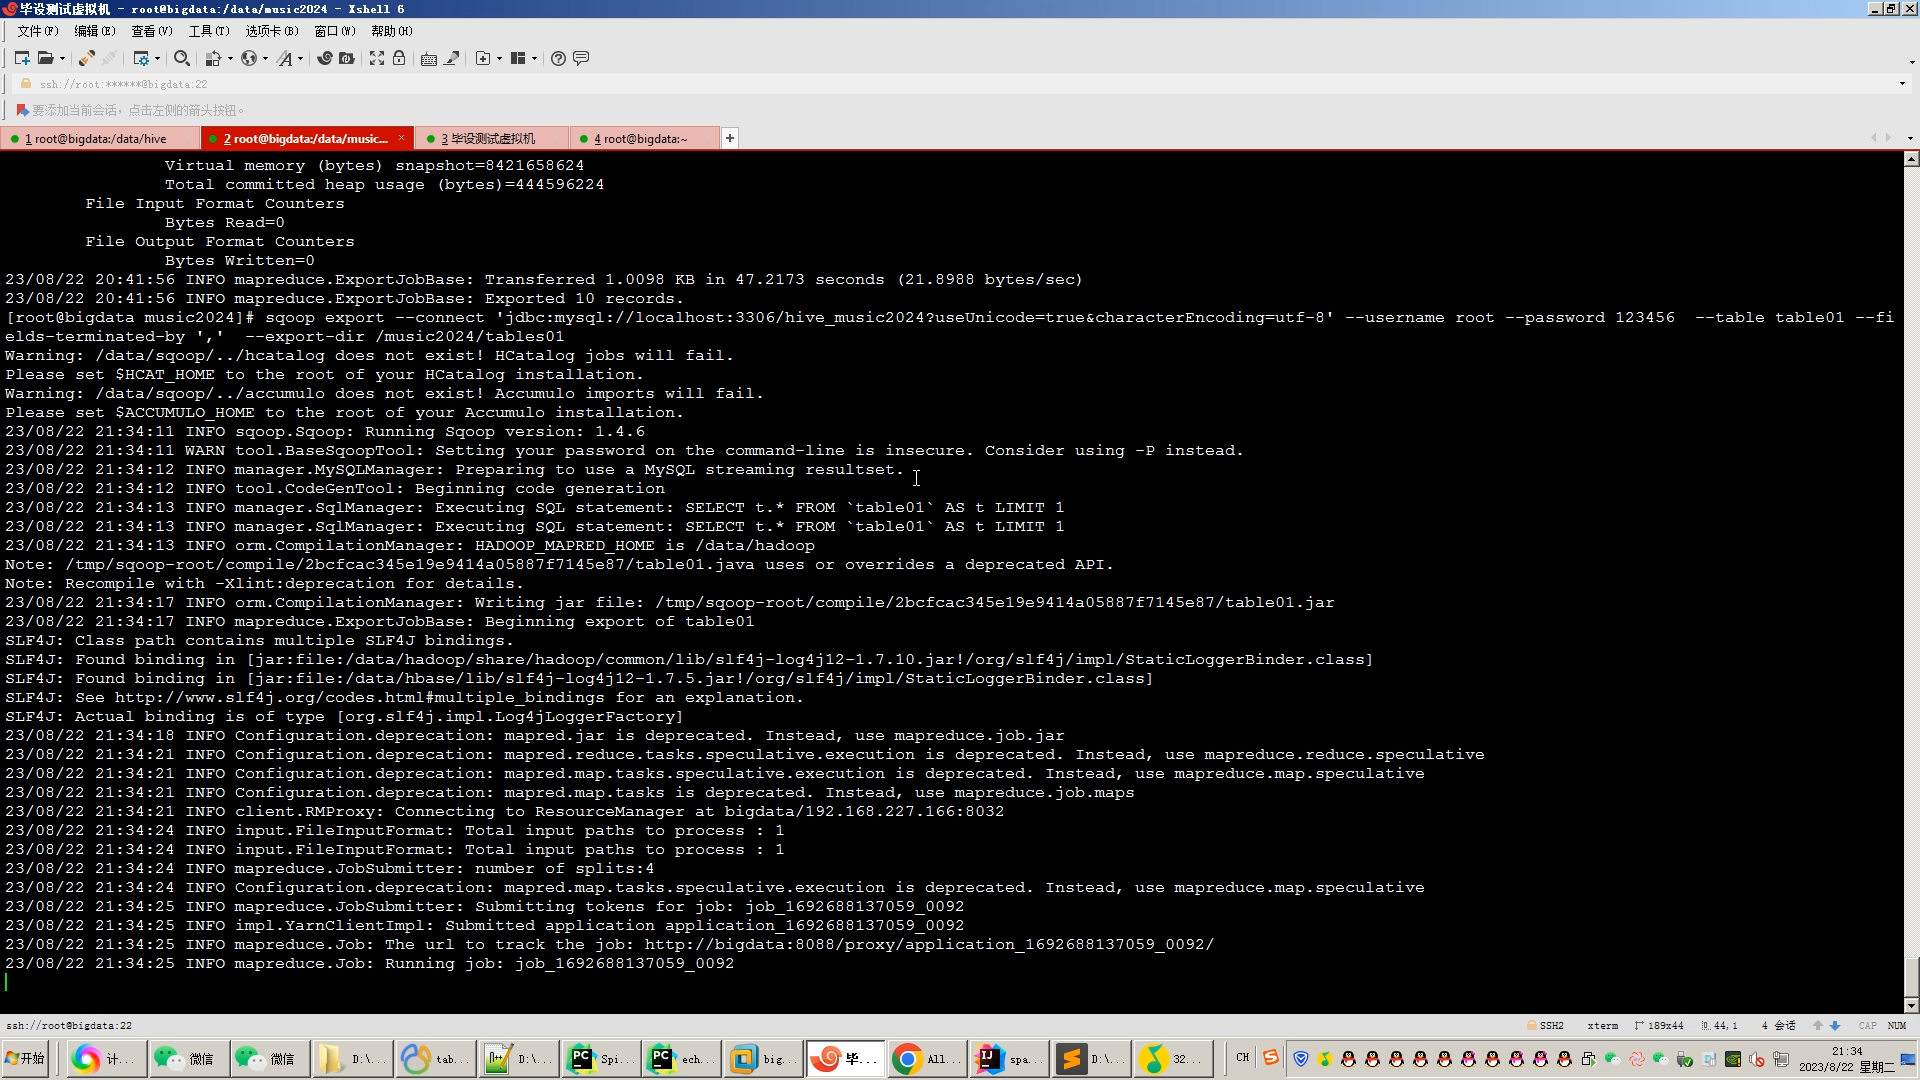 毕设测试虚拟机 - root@bigdata:/data/music2024 - Xshell 6
文件(F) 编辑(E) 查看(V) 工具(T) 选项卡(B) 窗口(W) 帮助(H)
ssh://root:******@bigdata:22
要添加当前会话，点击左侧的箭头按钮。
1 root@bigdata:/data/hive
2 root@bigdata:/data/music...
3 毕设测试虚拟机
4 root@bigdata:~
Virtual memory (bytes) snapshot=8421658624
Total committed heap usage (bytes)=444596224
File Input Format Counters
Bytes Read=0
File Output Format Counters
Bytes Written=0
23/08/22 20:41:56 INFO mapreduce.ExportJobBase: Transferred 1.0098 KB in 47.2173 seconds (21.8988 bytes/sec)
23/08/22 20:41:56 INFO mapreduce.ExportJobBase: Exported 10 records.
[root@bigdata music2024]# sqoop export --connect 'jdbc:mysql://localhost:3306/hive_music2024?useUnicode=true&characterEncoding=utf-8' --username root --password 123456  --table table01 --fi
elds-terminated-by ','  --export-dir /music2024/tables01
Warning: /data/sqoop/../hcatalog does not exist! HCatalog jobs will fail.
Please set $HCAT_HOME to the root of your HCatalog installation.
Warning: /data/sqoop/../accumulo does not exist! Accumulo imports will fail.
Please set $ACCUMULO_HOME to the root of your Accumulo installation.
23/08/22 21:34:11 INFO sqoop.Sqoop: Running Sqoop version: 1.4.6
23/08/22 21:34:11 WARN tool.BaseSqoopTool: Setting your password on the command-line is insecure. Consider using -P instead.
23/08/22 21:34:12 INFO manager.MySQLManager: Preparing to use a MySQL streaming resultset.
23/08/22 21:34:12 INFO tool.CodeGenTool: Beginning code generation
23/08/22 21:34:13 INFO manager.SqlManager: Executing SQL statement: SELECT t.* FROM `table01` AS t LIMIT 1
23/08/22 21:34:13 INFO manager.SqlManager: Executing SQL statement: SELECT t.* FROM `table01` AS t LIMIT 1
23/08/22 21:34:13 INFO orm.CompilationManager: HADOOP_MAPRED_HOME is /data/hadoop
Note: /tmp/sqoop-root/compile/2bcfcac345e19e9414a05887f7145e87/table01.java uses or overrides a deprecated API.
Note: Recompile with -Xlint:deprecation for details.
23/08/22 21:34:17 INFO orm.CompilationManager: Writing jar file: /tmp/sqoop-root/compile/2bcfcac345e19e9414a05887f7145e87/table01.jar
23/08/22 21:34:17 INFO mapreduce.ExportJobBase: Beginning export of table01
SLF4J: Class path contains multiple SLF4J bindings.
SLF4J: Found binding in [jar:file:/data/hadoop/share/hadoop/common/lib/slf4j-log4j12-1.7.10.jar!/org/slf4j/impl/StaticLoggerBinder.class]
SLF4J: Found binding in [jar:file:/data/hbase/lib/slf4j-log4j12-1.7.5.jar!/org/slf4j/impl/StaticLoggerBinder.class]
SLF4J: See http://www.slf4j.org/codes.html#multiple_bindings for an explanation.
SLF4J: Actual binding is of type [org.slf4j.impl.Log4jLoggerFactory]
23/08/22 21:34:18 INFO Configuration.deprecation: mapred.jar is deprecated. Instead, use mapreduce.job.jar
23/08/22 21:34:21 INFO Configuration.deprecation: mapred.reduce.tasks.speculative.execution is deprecated. Instead, use mapreduce.reduce.speculative
23/08/22 21:34:21 INFO Configuration.deprecation: mapred.map.tasks.speculative.execution is deprecated. Instead, use mapreduce.map.speculative
23/08/22 21:34:21 INFO Configuration.deprecation: mapred.map.tasks is deprecated. Instead, use mapreduce.job.maps
23/08/22 21:34:21 INFO client.RMProxy: Connecting to ResourceManager at bigdata/192.168.227.166:8032
23/08/22 21:34:24 INFO input.FileInputFormat: Total input paths to process : 1
23/08/22 21:34:24 INFO input.FileInputFormat: Total input paths to process : 1
23/08/22 21:34:24 INFO mapreduce.JobSubmitter: number of splits:4
23/08/22 21:34:24 INFO Configuration.deprecation: mapred.map.tasks.speculative.execution is deprecated. Instead, use mapreduce.map.speculative
23/08/22 21:34:25 INFO mapreduce.JobSubmitter: Submitting tokens for job: job_1692688137059_0092
23/08/22 21:34:25 INFO impl.YarnClientImpl: Submitted application application_1692688137059_0092
23/08/22 21:34:25 INFO mapreduce.Job: The url to track the job: http://bigdata:8088/proxy/application_1692688137059_0092/
23/08/22 21:34:25 INFO mapreduce.Job: Running job: job_1692688137059_0092
ssh://root@bigdata:22 SSH2 xterm 189x44 44,1 4 会话 CAP NUM
开始 计... 微信 微信 D:\... tab... D:\... Spi... ech... big... 毕... All... spa... D:\... 32... CH 21:34
2023/8/22 星期二